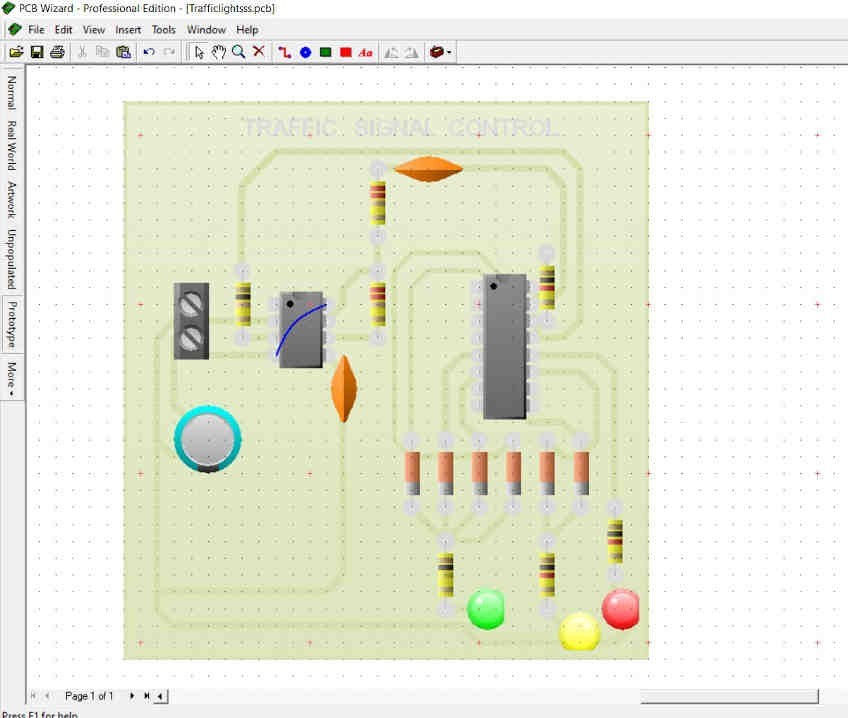 PCB Wizard - Professional Edition - [Trafficlightsss.pcb]
File Edit View Insert Tools Window Help
Aa
Normal
Real World
Artwork
Unpopulated
Prototype
More
TRAFFIC SIGNAL CONTROL
Page 1 of 1
Press F1 for help